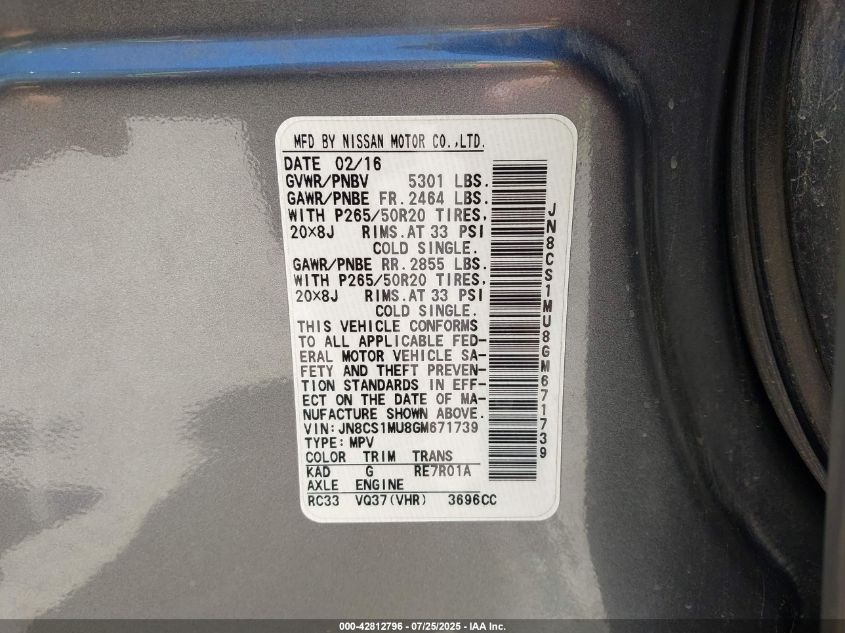 MFD BY NISSAN MOTOR CO.,LTD.
DATE 02/16
GVWR/PNBV 5301 LBS.
GAWR/PNBE FR. 2464 LBS.
WITH P265/50R20 TIRES,
20×8J RIMS.AT 33 PSI
COLD SINGLE.
GAWR/PNBE RR. 2855 LBS.
WITH P265/50R20 TIRES,
20×8J RIMS.AT 33 PSI
COLD SINGLE.
THIS VEHICLE CONFORMS
TO ALL APPLICABLE FED-
ERAL MOTOR VEHICLE SA-
FETY AND THEFT PREVEN-
TION STANDARDS IN EFF-
ECT ON THE DATE OF MA-
NUFACTURE SHOWN ABOVE.
VIN: JN8CS1MU8GM671739
TYPE: MPV
COLOR TRIM TRANS
KAD G RE7R01A
AXLE ENGINE
RC33 VQ37(VHR) 3696CC
JN8CS1MU8GM671739
000-42812796 - 07/25/2025 - IAA Inc.